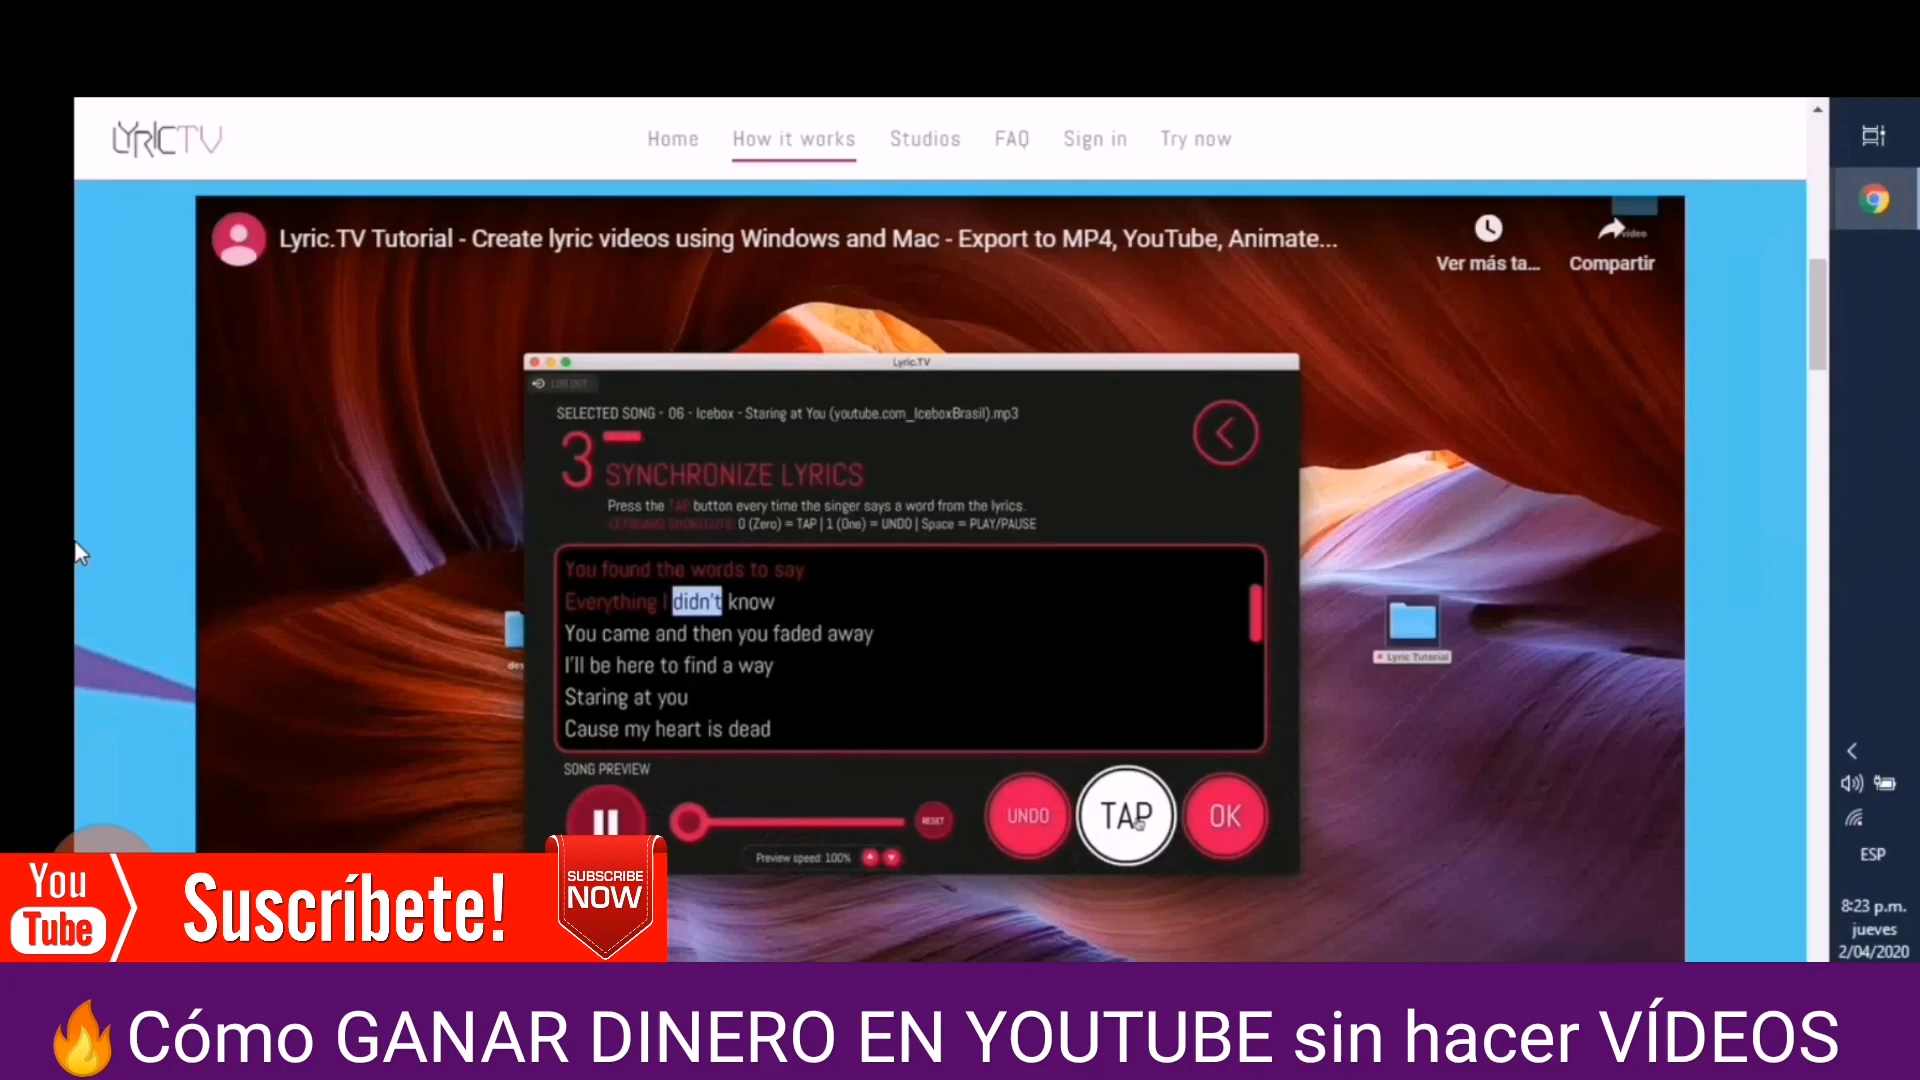 LYRICTV
Home How it works Studios FAQ Sign in Try now
Lyric.TV Tutorial - Create lyric videos using Windows and Mac - Export to MP4, YouTube, Animate...
Ver más ta...
Compartir
video
Lyric.TV
LOG OUT
SELECTED SONG - 06 - Icebox - Staring at You (youtube.com_IceboxBrasil).mp3
3 SYNCHRONIZE LYRICS
Press the TAP button every time the singer says a word from the lyrics.
KEYBOARD SHORTCUTS: 0 (Zero) = TAP | 1 (One) = UNDO | Space = PLAY/PAUSE
You found the words to say
Everything I didn't know
You came and then you faded away
I'll be here to find a way
Staring at you
Cause my heart is dead
Lyric Tutorial
SONG PREVIEW
RESET
UNDO
TAP
OK
Preview speed: 100%
ESP
8:23 p.m.
jueves
2/04/2020
You
Tube
Suscríbete!
SUBSCRIBE
NOW
Cómo GANAR DINERO EN YOUTUBE sin hacer VÍDEOS